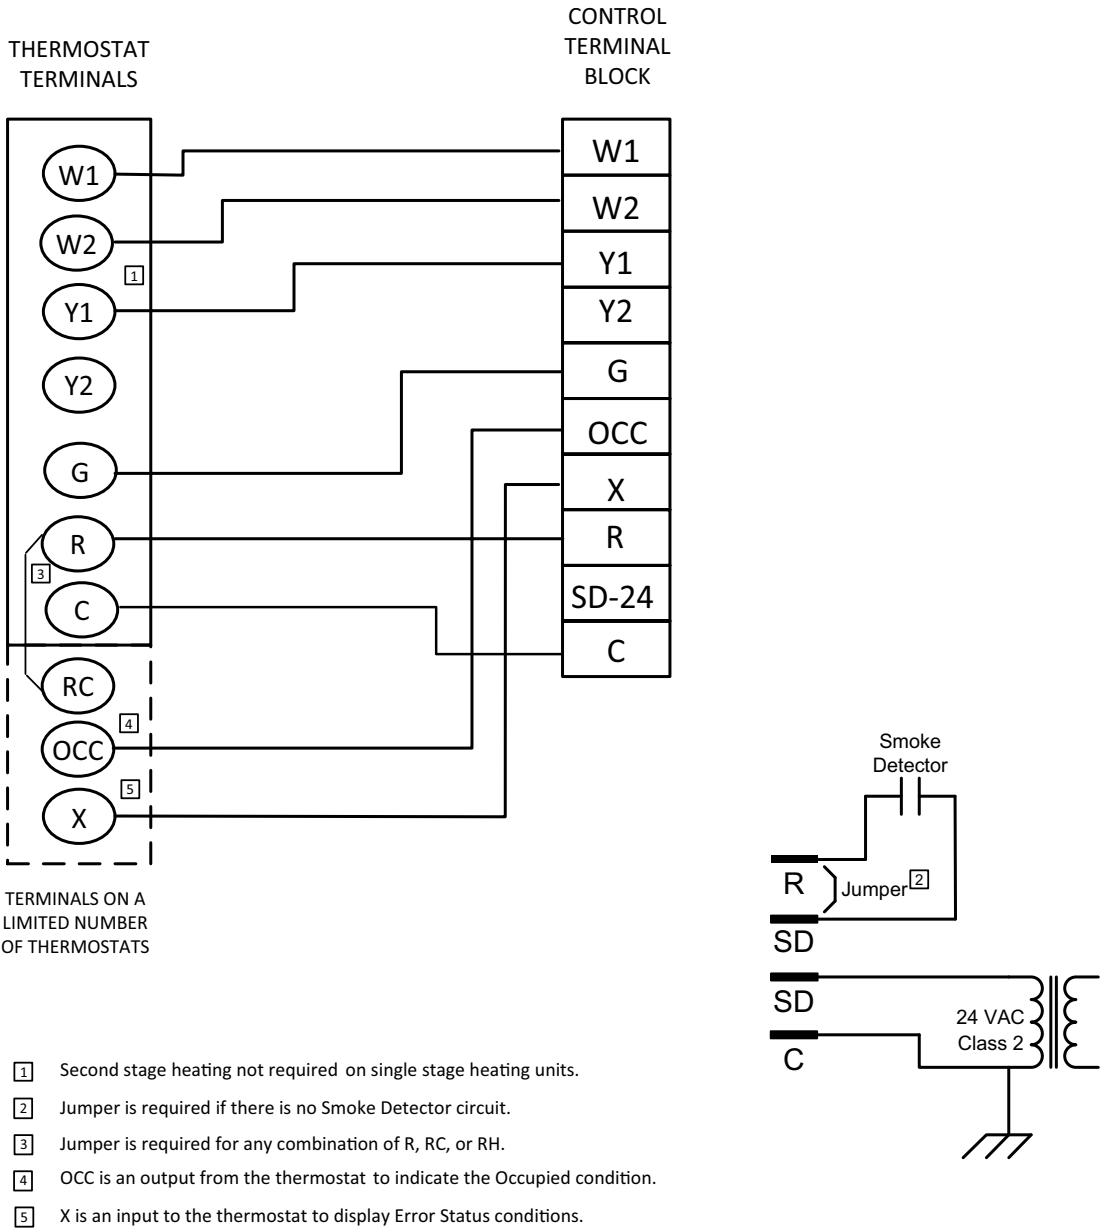 THERMOSTAT
TERMINALS
W1
W2
1
Y1
Y2
G
R
3
C
RC
4
OCC
5
X
TERMINALS ON A
LIMITED NUMBER
OF THERMOSTATS
CONTROL
TERMINAL
BLOCK
W1
W2
Y1
Y2
G
OCC
X
R
SD-24
C
Smoke
Detector
R
Jumper 2
SD
SD
24 VAC
Class 2
C
1 Second stage heating not required on single stage heating units.
2 Jumper is required if there is no Smoke Detector circuit.
3 Jumper is required for any combination of R, RC, or RH.
4 OCC is an output from the thermostat to indicate the Occupied condition.
5 X is an input to the thermostat to display Error Status conditions.